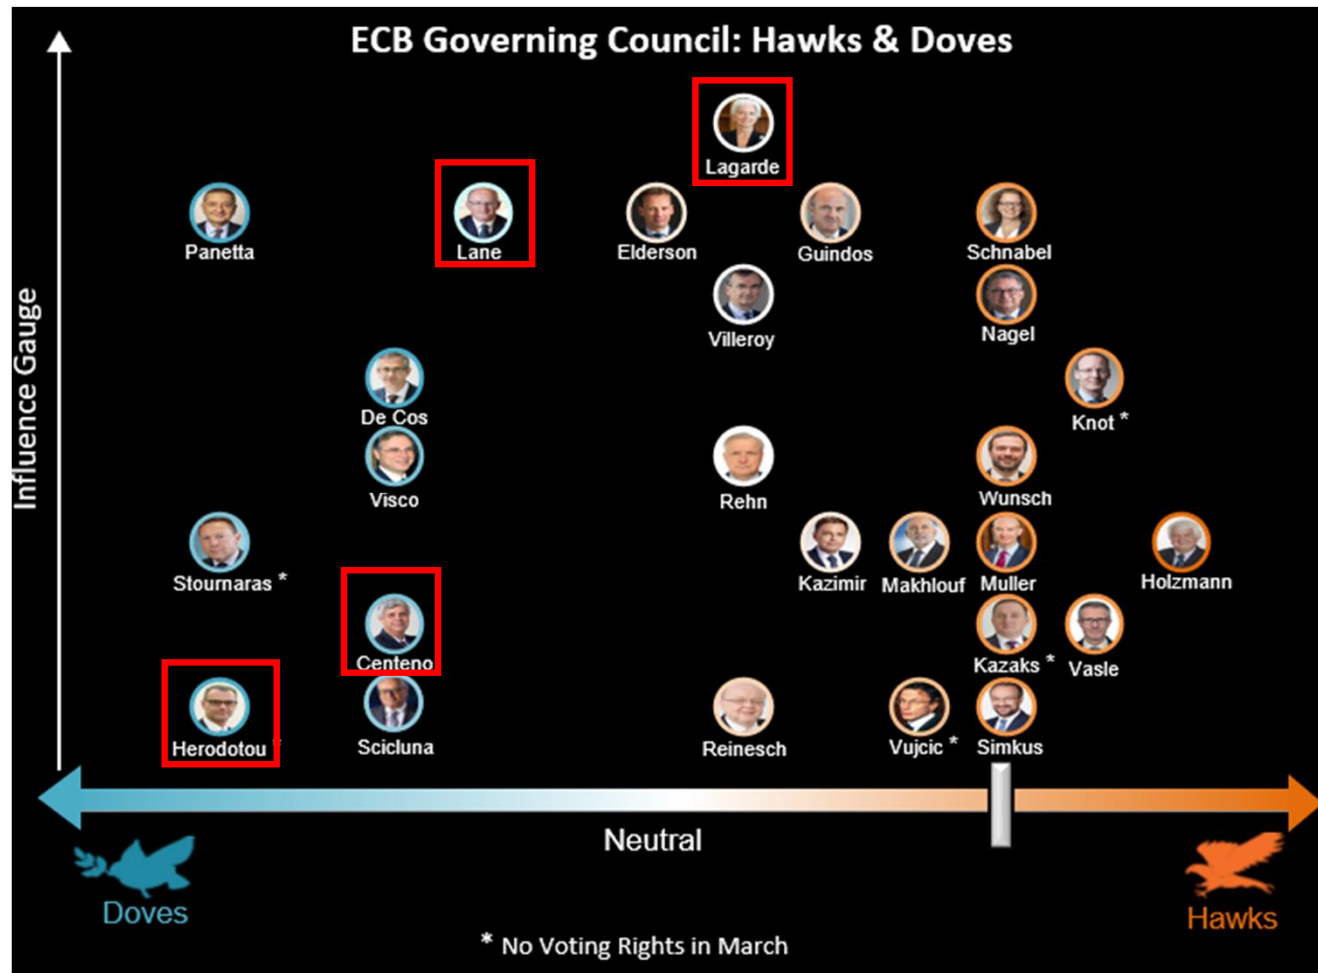 ECB Governing Council: Hawks & Doves
Influence Gauge
Lagarde
Panetta
Lane
Elderson
Guindos
Schnabel
Villeroy
Nagel
De Cos
Knot *
Visco
Rehn
Wunsch
Stournaras *
Kazimir
Makhlouf
Muller
Holzmann
Centeno
Kazaks *
Vasle
Herodotou *
Scicluna
Reinesch
Vujcic *
Simkus
Neutral
Doves
Hawks
* No Voting Rights in March